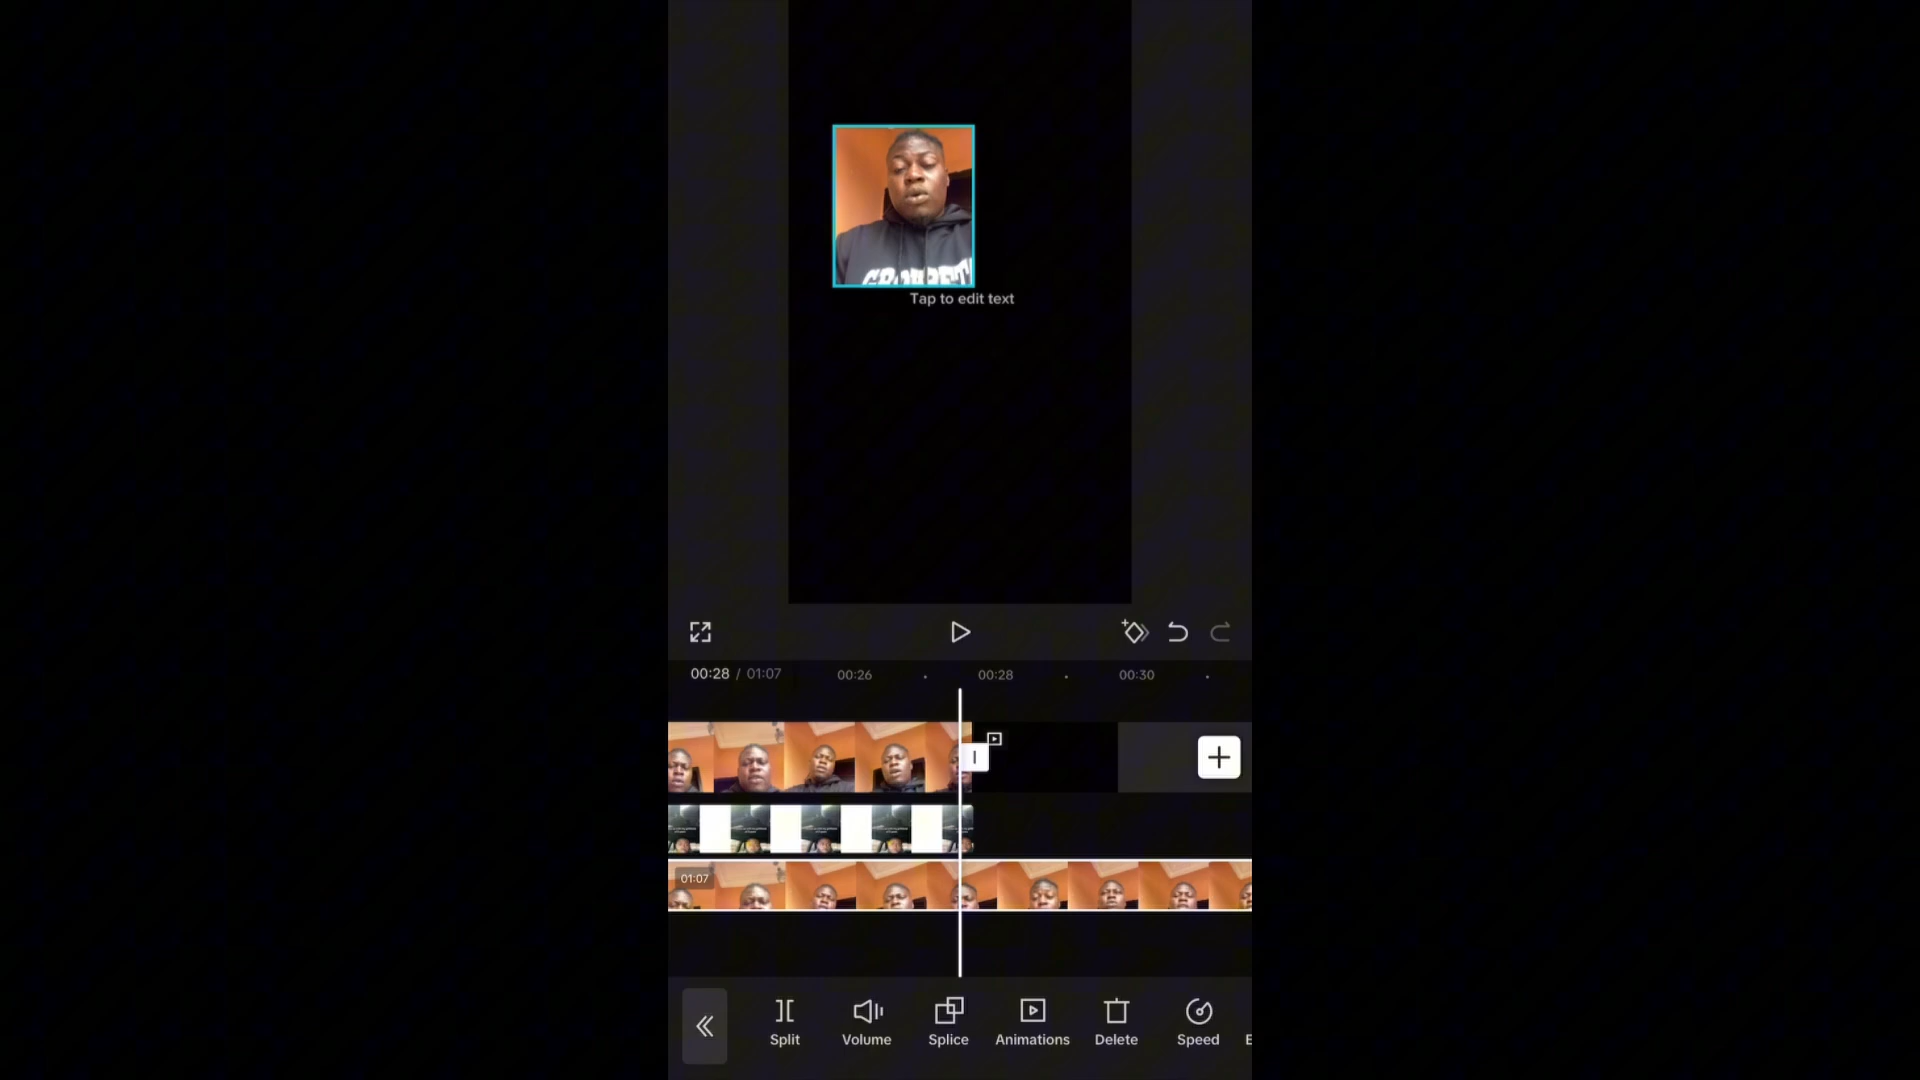 Tap to edit text
00:28 / 01:07
00:26
00:28
00:30
01:07
Split
Volume
Splice
Animations
Delete
Speed